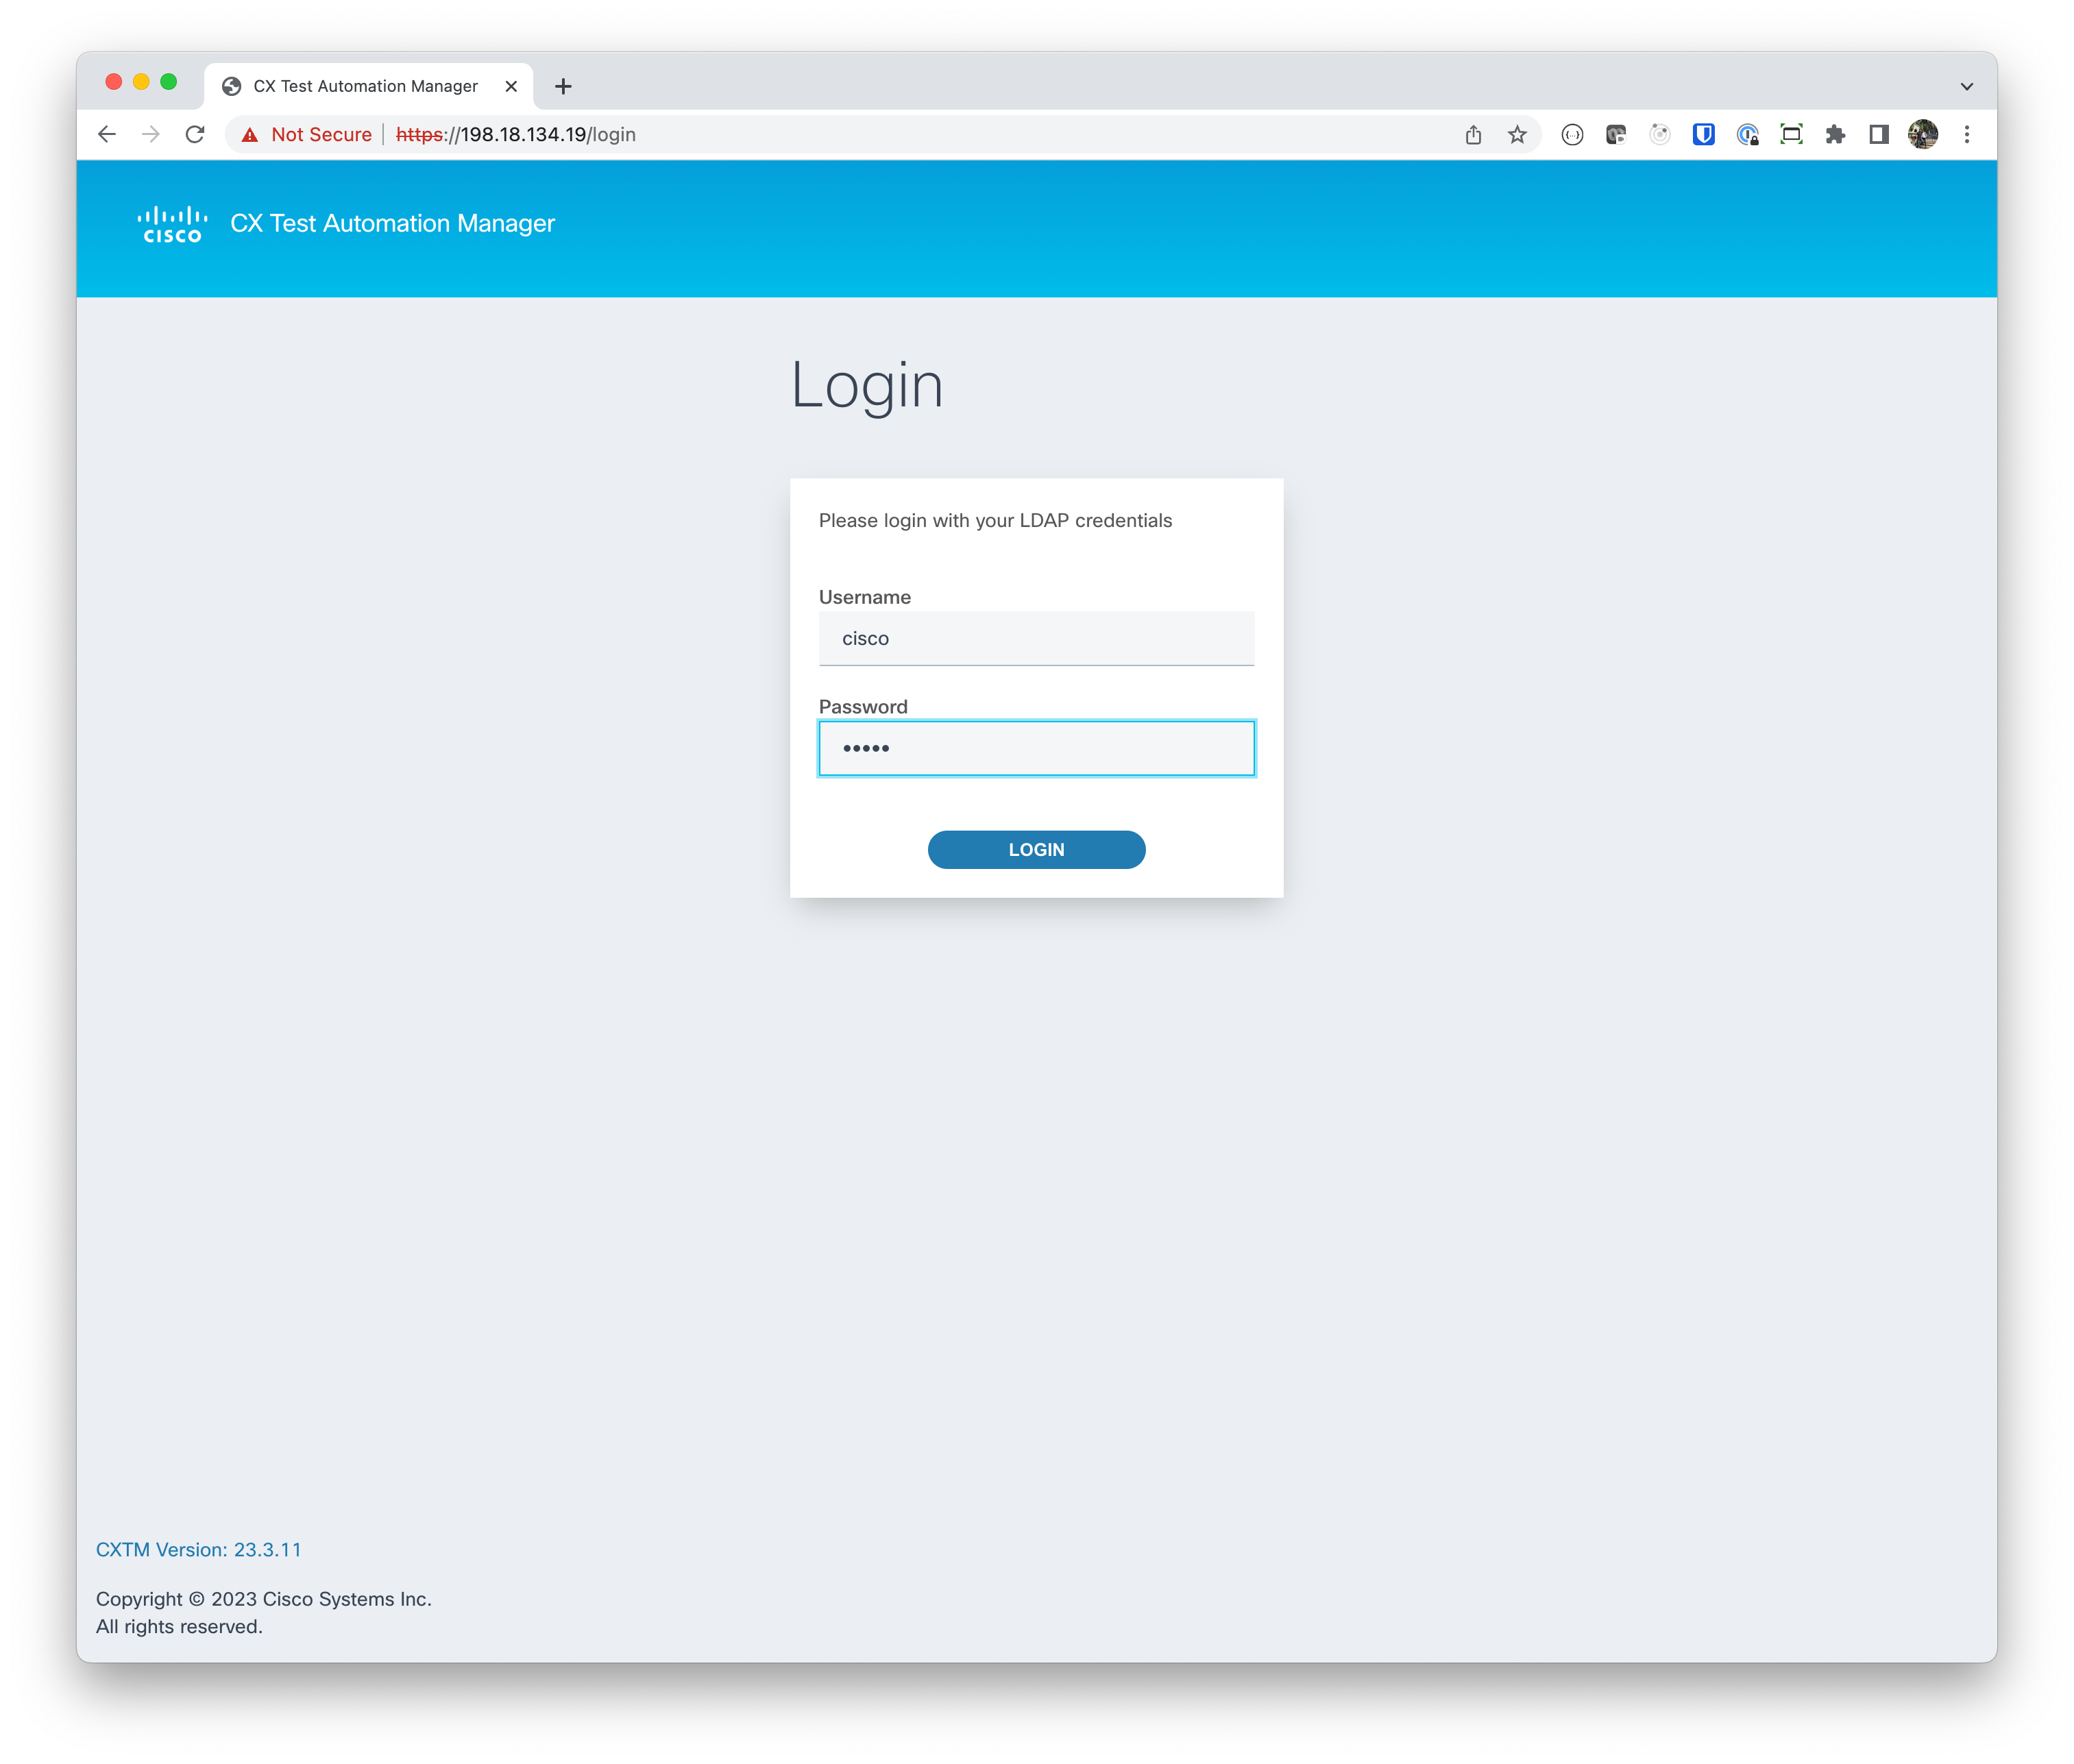 CX Test Automation Manager
Not Secure https://198.18.134.19/login
CISCO CX Test Automation Manager
Login
Please login with your LDAP credentials
Username
cisco
Password
•••••
LOGIN
CXTM Version: 23.3.11
Copyright © 2023 Cisco Systems Inc.
All rights reserved.